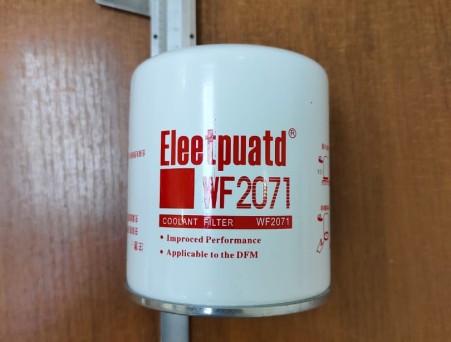 Eleetpuatd®
WF2071
COOLANT FILTER WF2071
• Improced Performance
• Applicable to the DFM